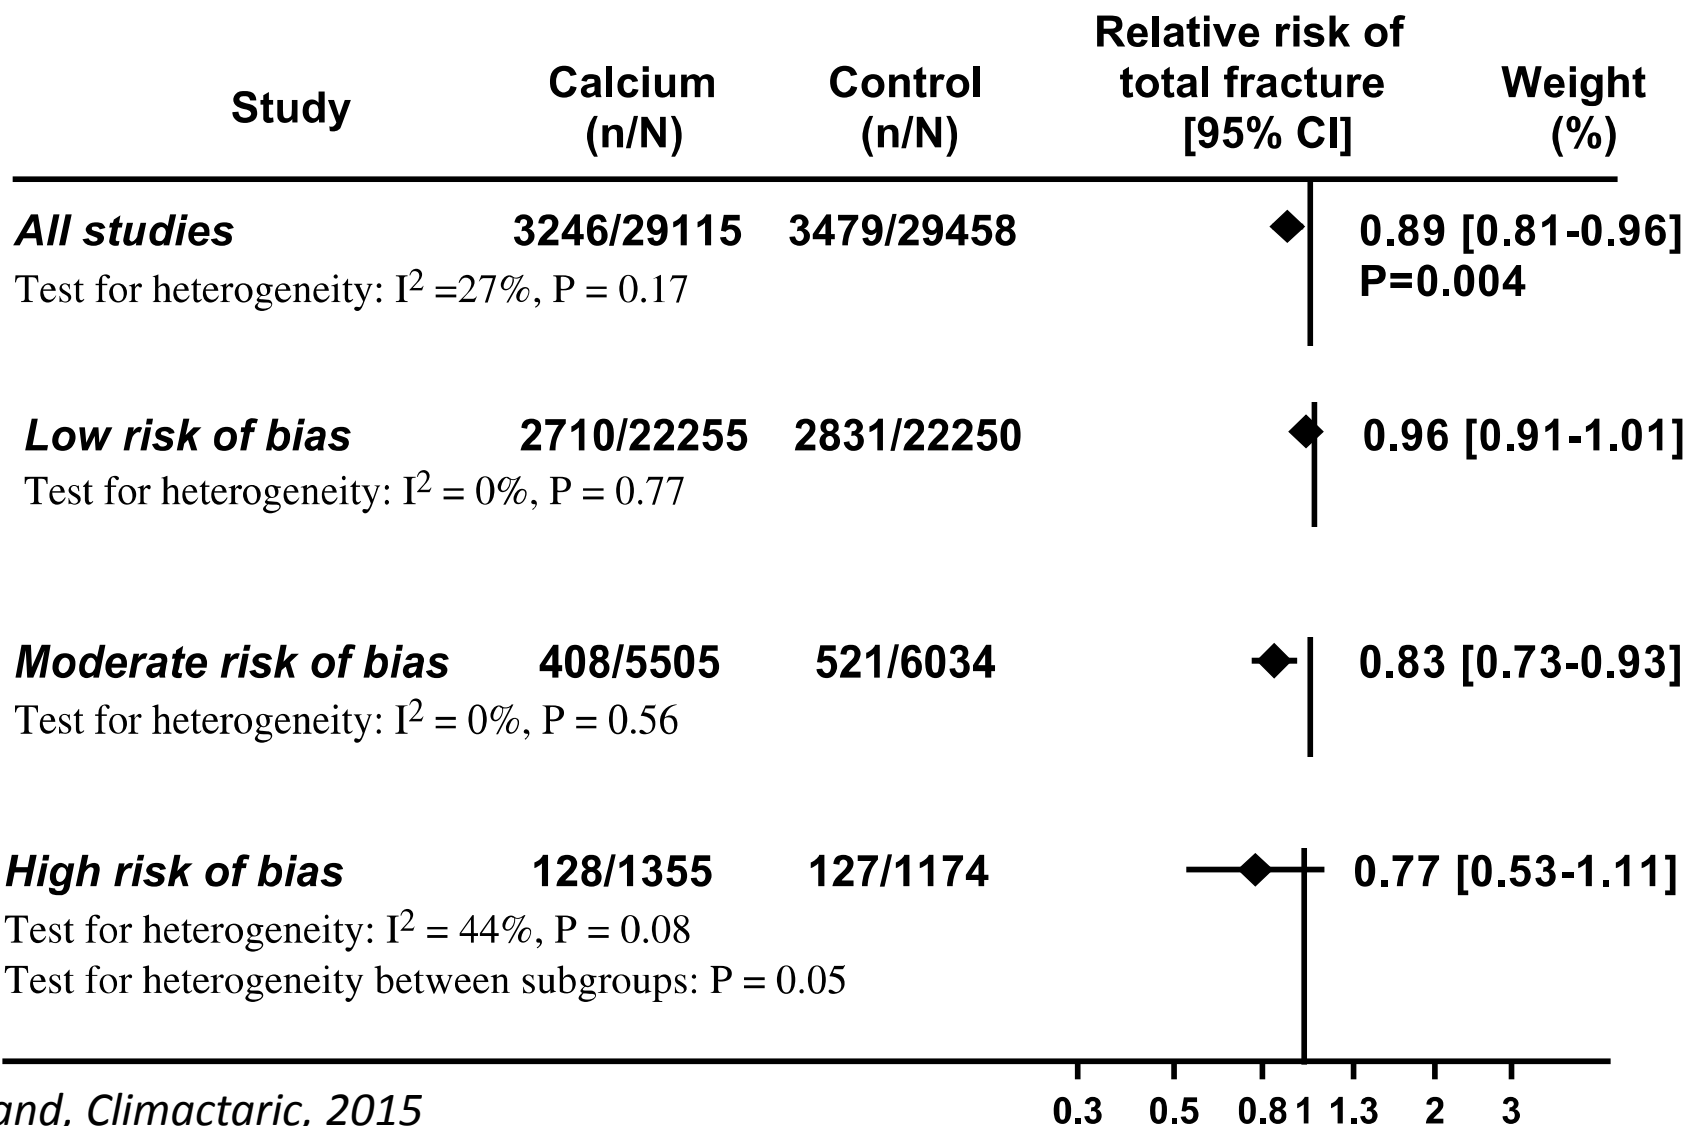 Study Calcium (n/N) Control (n/N) Relative risk of total fracture [95% CI] Weight (%)
All studies 3246/29115 3479/29458 0.89 [0.81-0.96]
P=0.004
Test for heterogeneity: I² =27%, P = 0.17
Low risk of bias 2710/22255 2831/22250 0.96 [0.91-1.01]
Test for heterogeneity: I² = 0%, P = 0.77
Moderate risk of bias 408/5505 521/6034 0.83 [0.73-0.93]
Test for heterogeneity: I² = 0%, P = 0.56
High risk of bias 128/1355 127/1174 0.77 [0.53-1.11]
Test for heterogeneity: I² = 44%, P = 0.08
Test for heterogeneity between subgroups: P = 0.05
0.3 0.5 0.8 1 1.3 2 3
Climactaric, 2015